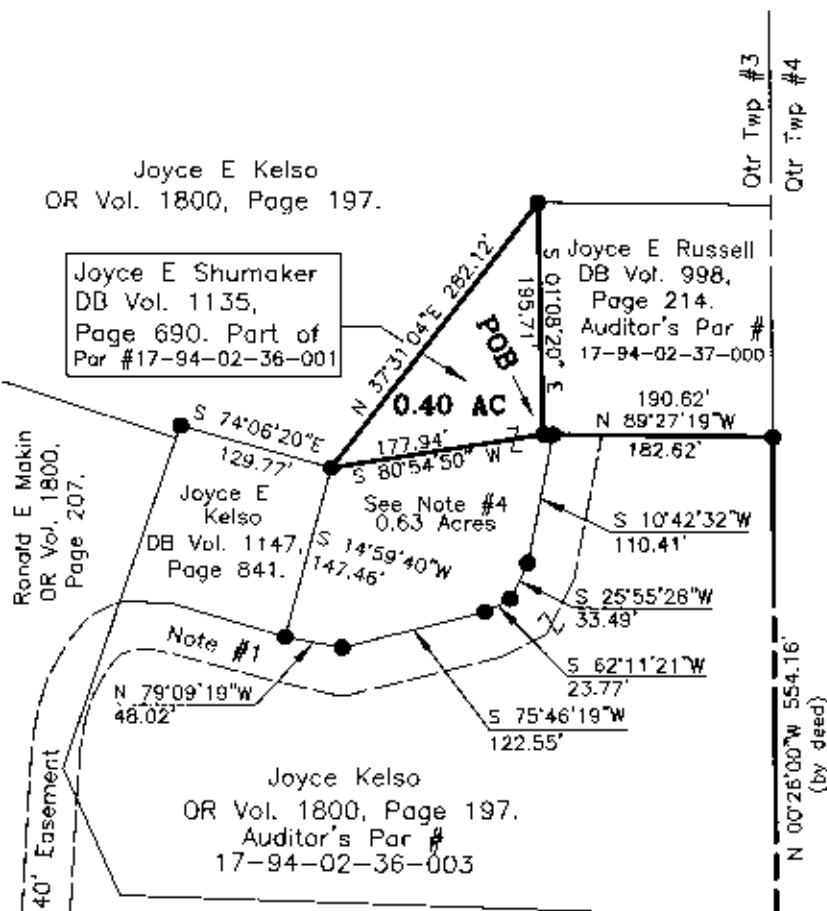 Qtr Twp #3
Qtr Twp #4
Joyce E Kelso
OR Vol. 1800, Page 197.
Joyce E Shumaker
DB Vol. 1135,
Page 690. Part of
Par #17-94-02-36-001
N 37°31'04"E 282.12'
S 01°08'20" E
195.71'
Joyce E Russell
DB Vol. 998,
Page 214.
Auditor's Par #
17-94-02-37-000
POB
0.40 AC
190.62'
N 89°27'19"W
182.62'
S 74°06'20"E
129.77'
177.94'
S 80°54'50" W
Ronald E Makin
OR Vol. 1800,
Page 207.
Joyce E
Kelso
DB Vol. 1147,
Page 841.
See Note #4
0.63 Acres
S 14°59'40"W
147.46'
S 10°42'32"W
110.41'
S 25°55'28"W
33.49'
S 62°11'21"W
23.77'
S 75°46'19"W
122.55'
Note #1
N 79°09'19"W
48.02'
N 00°26'00"W 554.16'
(by deed)
40' Easement
Joyce Kelso
OR Vol. 1800, Page 197.
Auditor's Par #
17-94-02-36-003